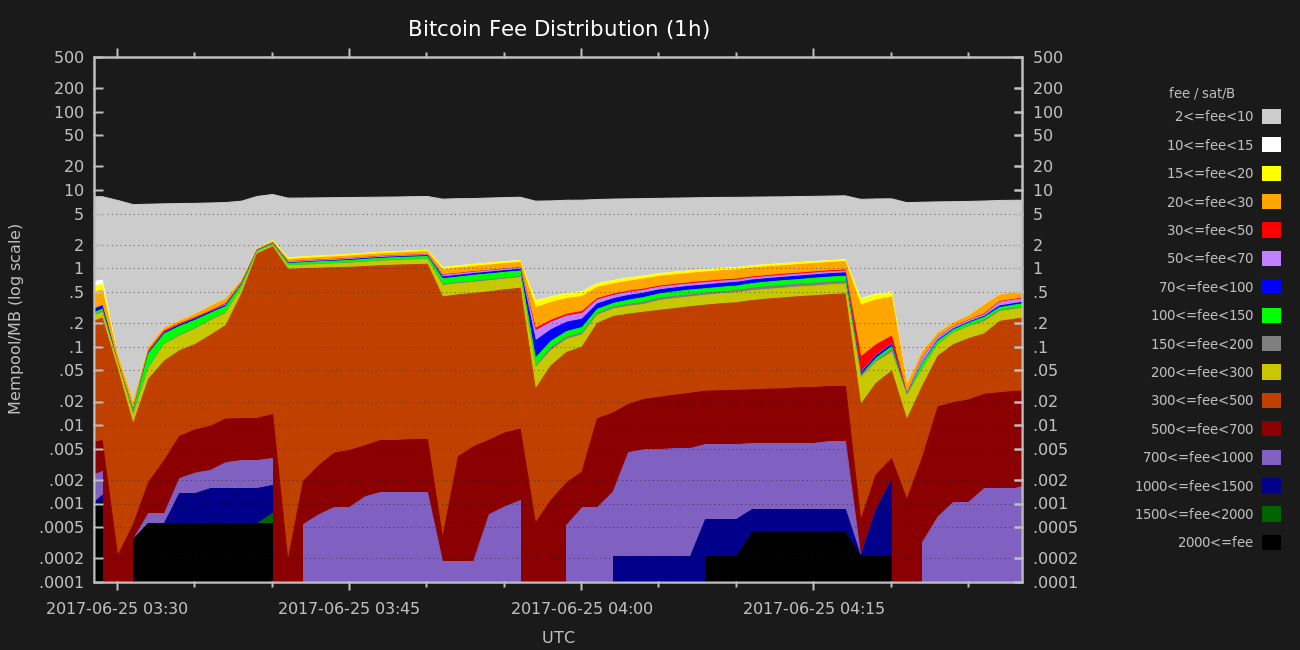 Bitcoin Fee Distribution (1h)
500 500
200 200
100 100
50 50
20 20
10 10
5 5
2 2
1 1
.5 .5
.2 .2
.1 .1
.05 .05
.02 .02
.01 .01
.005 .005
.002 .002
.001 .001
.0005 .0005
.0002 .0002
.0001 .0001
Mempool/MB (log scale)
2017-06-25 03:30 2017-06-25 03:45 2017-06-25 04:00 2017-06-25 04:15
UTC
fee / sat/B
2<=fee<10
10<=fee<15
15<=fee<20
20<=fee<30
30<=fee<50
50<=fee<70
70<=fee<100
100<=fee<150
150<=fee<200
200<=fee<300
300<=fee<500
500<=fee<700
700<=fee<1000
1000<=fee<1500
1500<=fee<2000
2000<=fee